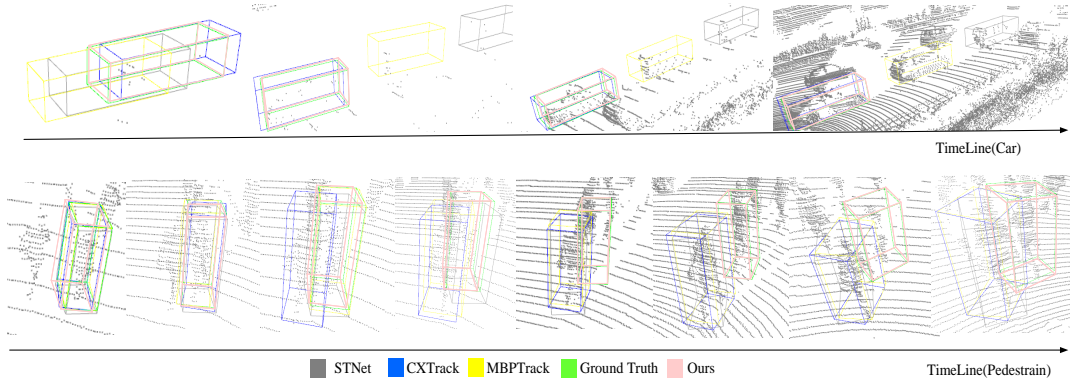 TimeLine(Car)
STNet CXTrack MBPTrack Ground Truth Ours
TimeLine(Pedestrain)